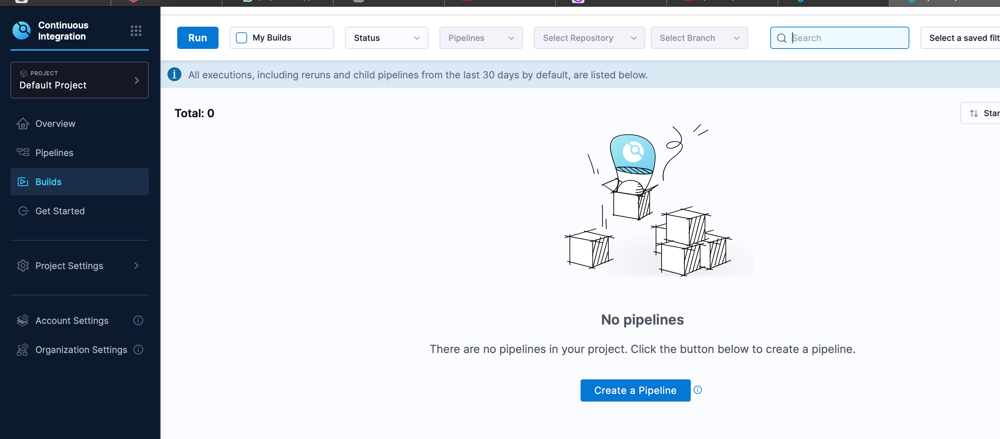 Continuous
Integration
PROJECT
Default Project
Overview
Pipelines
Builds
Get Started
Project Settings
Account Settings
Organization Settings
Run
My Builds
Status
Pipelines
Select Repository
Select Branch
Search
Select a saved filt
All executions, including reruns and child pipelines from the last 30 days by default, are listed below.
Total: 0
Star
No pipelines
There are no pipelines in your project. Click the button below to create a pipeline.
Create a Pipeline